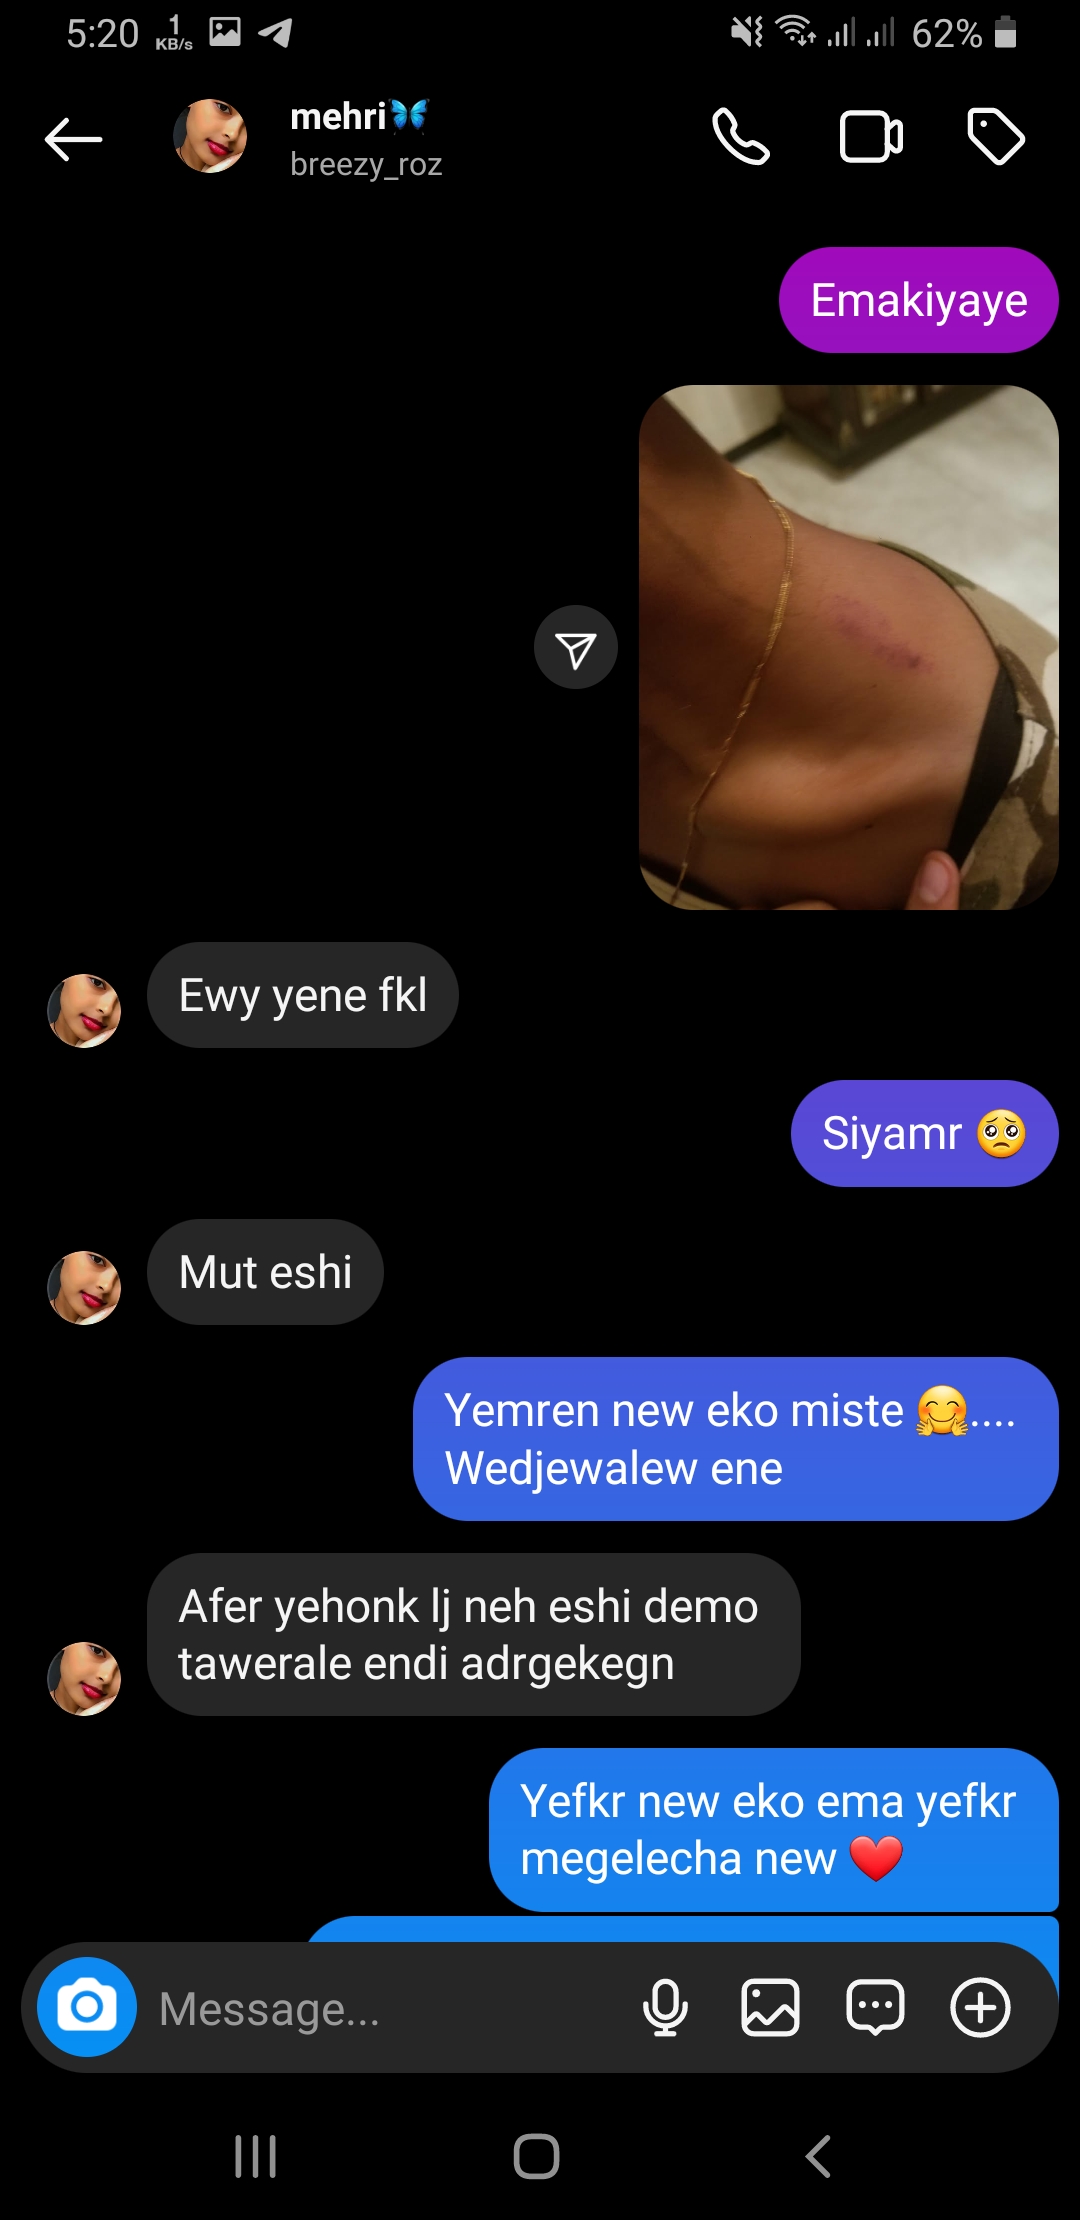 5:20 1 KB/s 62%
mehri🦋
breezy_roz
Emakiyaye
Ewy yene fkl
Siyamr 🥺
Mut eshi
Yemren new eko miste 🤗....
Wedjewalew ene
Afer yehonk lj neh eshi demo
tawerale endi adrgekegn
Yefkr new eko ema yefkr
megelecha new ❤️
Message...